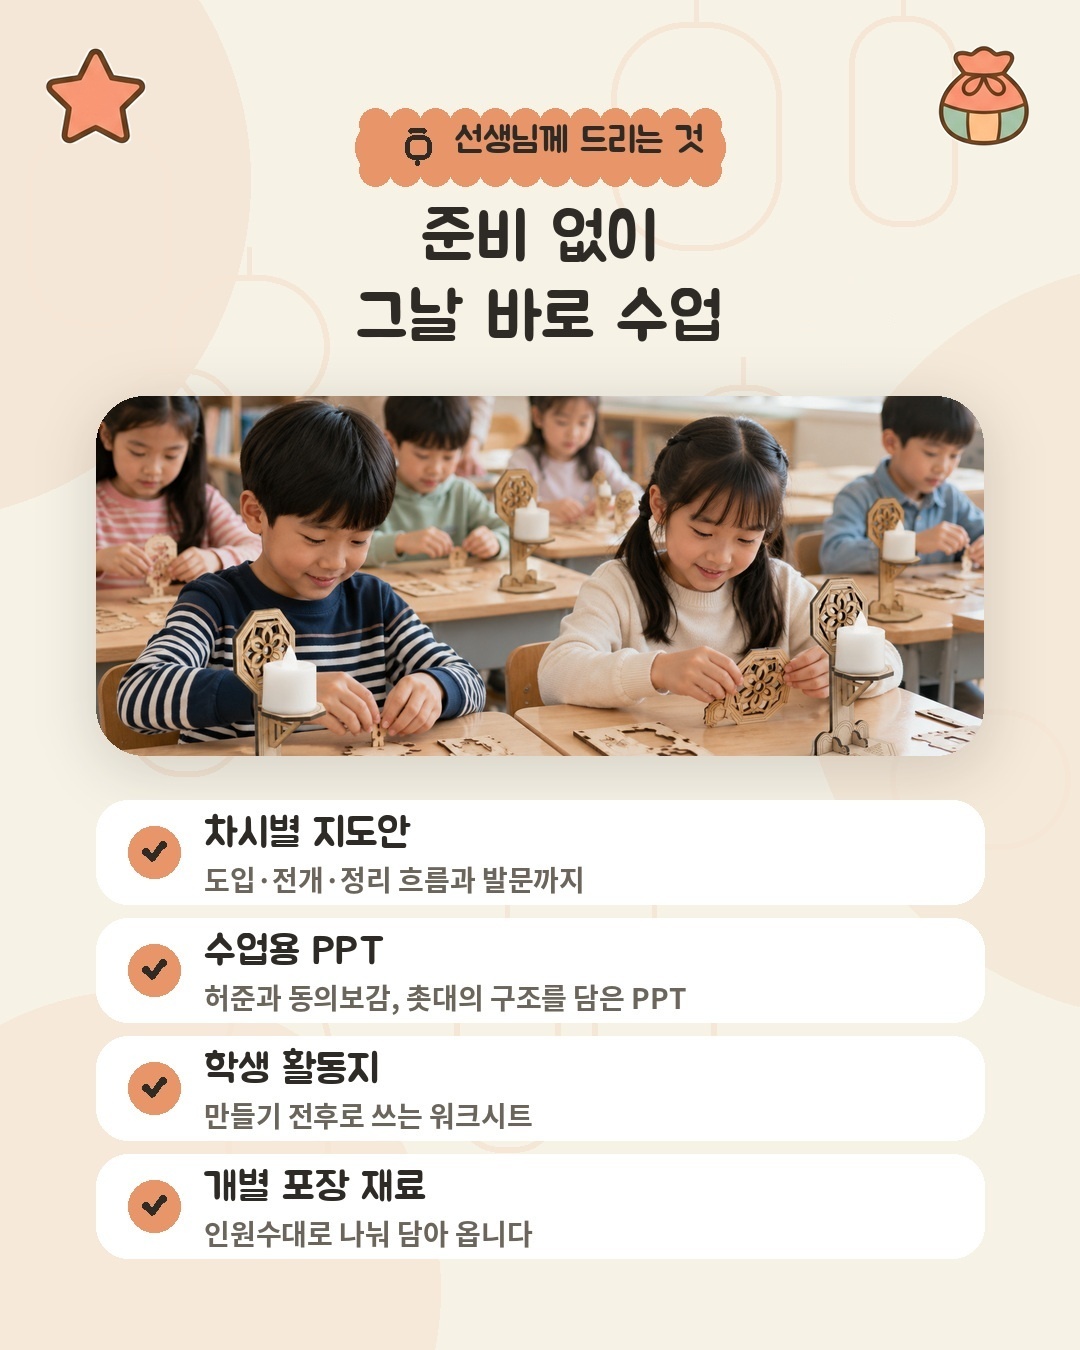 선생님께 드리는 것
준비 없이
그날 바로 수업
차시별 지도안
도입·전개·정리 흐름과 발문까지
수업용 PPT
허준과 동의보감, 촛대의 구조를 담은 PPT
학생 활동지
만들기 전후로 쓰는 워크시트
개별 포장 재료
인원수대로 나눠 담아 옵니다